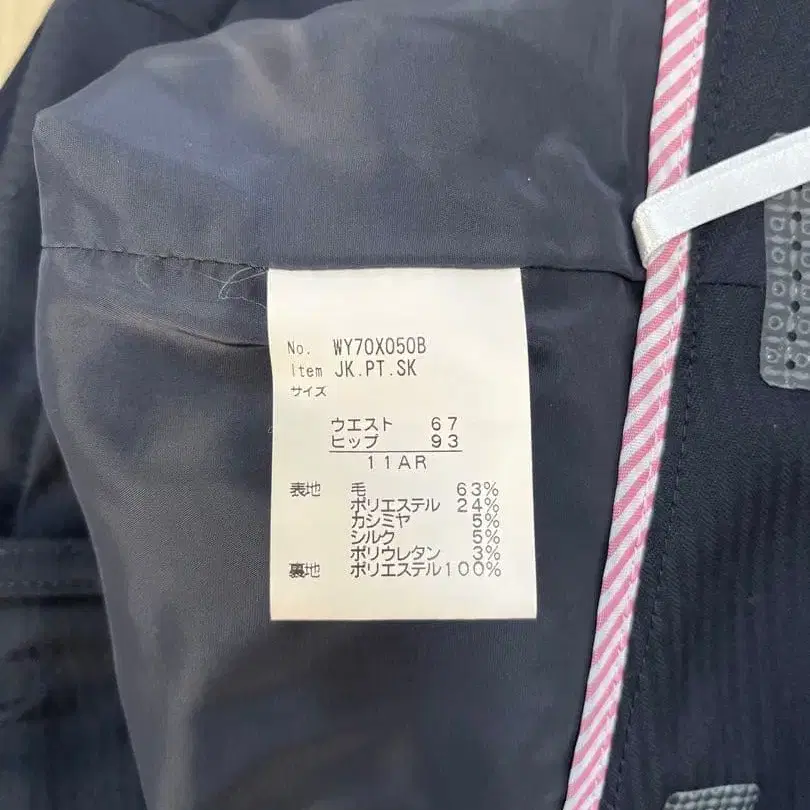 No. WY70X050B
Item JK.PT.SK
サイズ
ウエスト 67
ヒップ 93
11AR
表地 毛 63%
ポリエステル 24%
カシミヤ 5%
シルク 5%
ポリウレタン 3%
裏地 ポリエステル100%